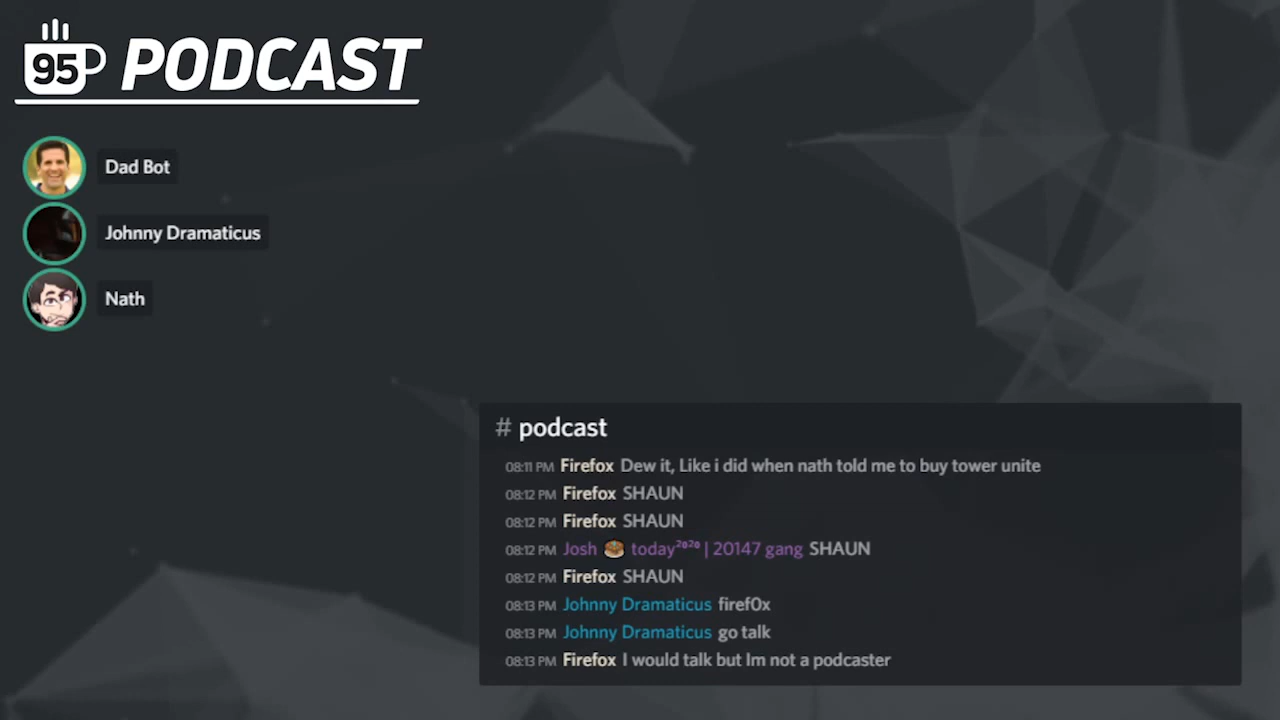 95 PODCAST
Dad Bot
Johnny Dramaticus
Nath
# podcast
08:11 PM Firefox Dew it, Like i did when nath told me to buy tower unite
08:12 PM Firefox SHAUN
08:12 PM Firefox SHAUN
08:12 PM Josh 🥞 today²⁰²⁰ | 20147 gang SHAUN
08:12 PM Firefox SHAUN
08:13 PM Johnny Dramaticus firef0x
08:13 PM Johnny Dramaticus go talk
08:13 PM Firefox I would talk but Im not a podcaster